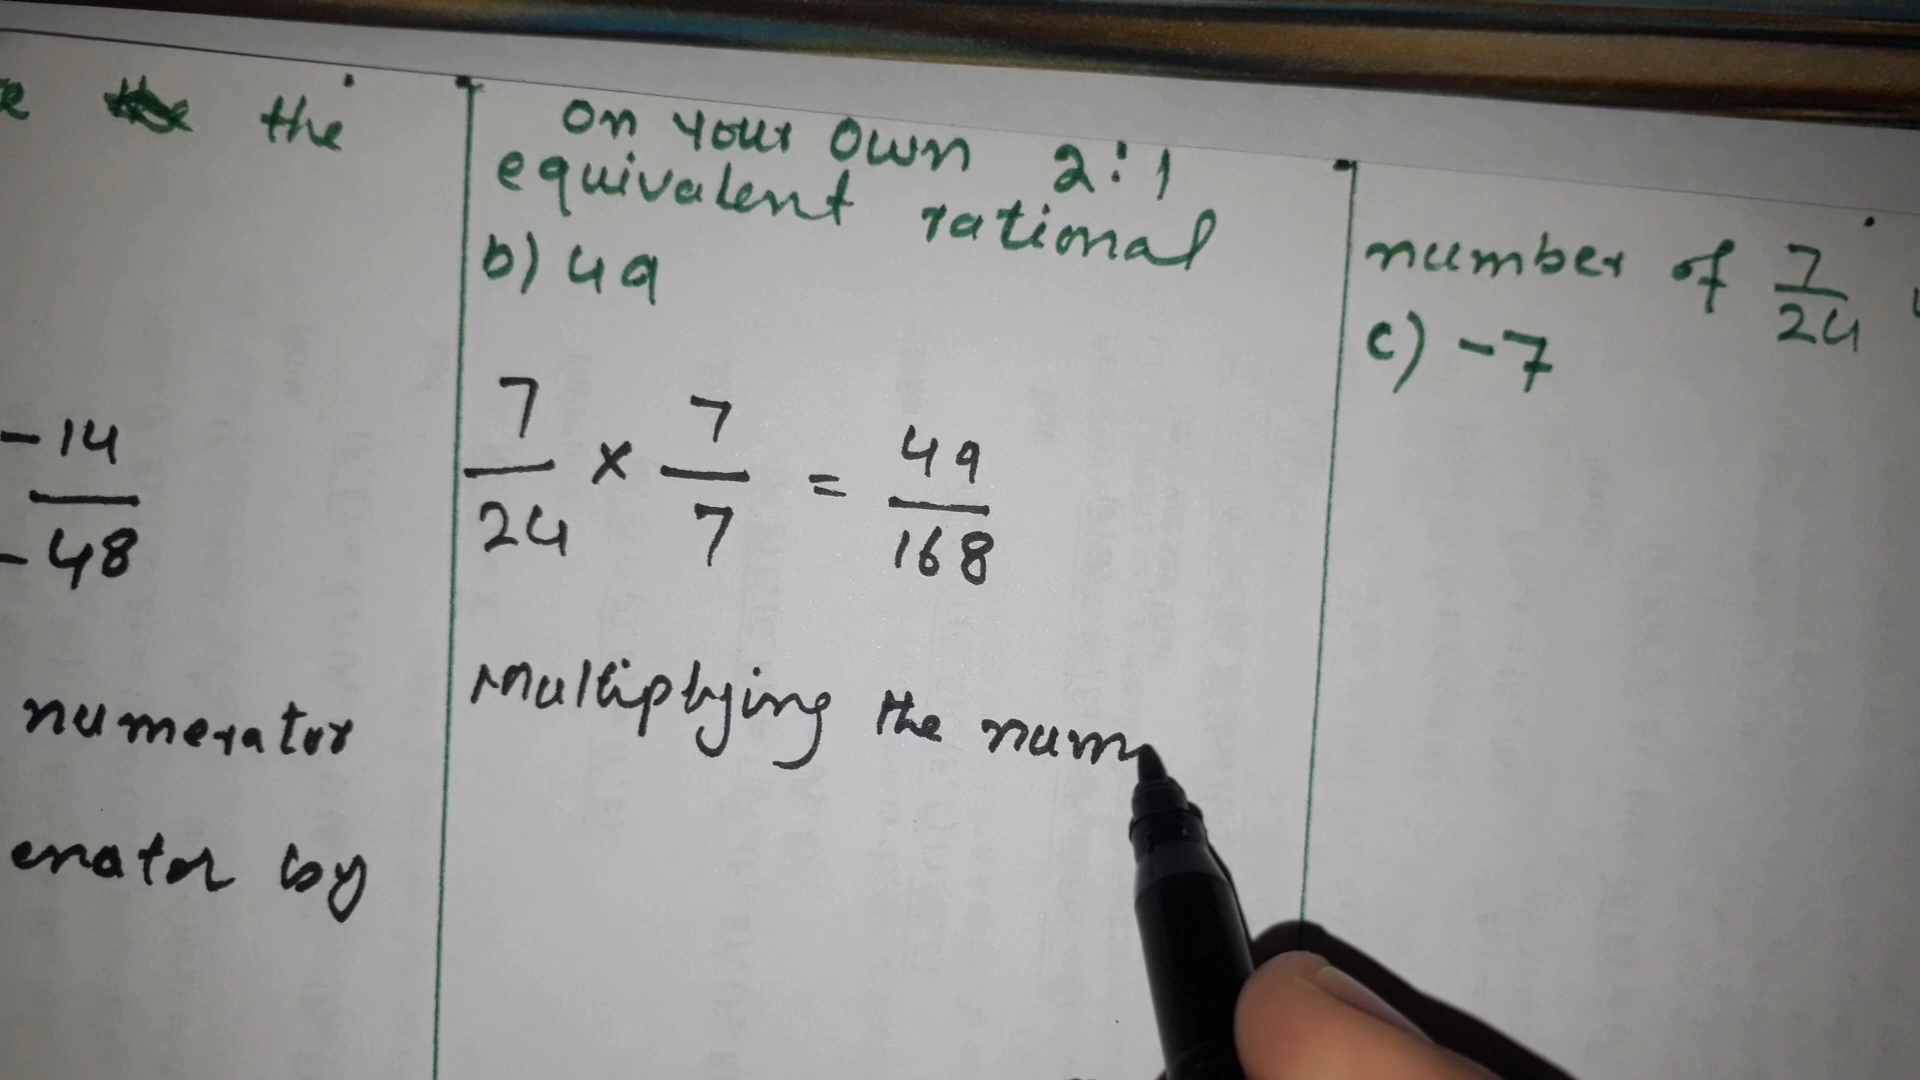 the
-14
-48
numerator
enator by
on your own 2:1
equivalent rational
b) 49
7/24 × 7/7 = 49/168
Multiplying the num
number of 7/24
c) -7